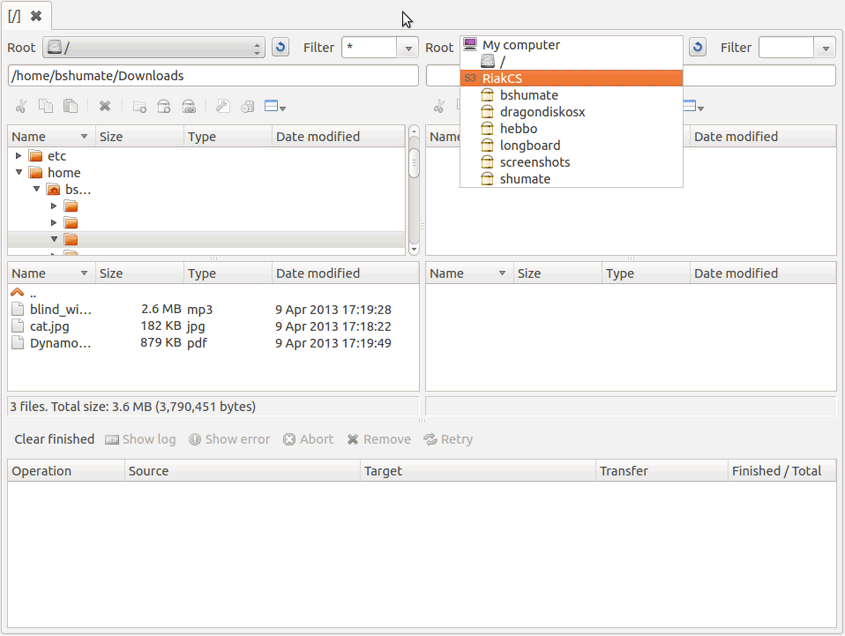 [/]
Root / Filter * Root My computer Filter
/
/home/bshumate/Downloads
S3 RiakCS
bshumate
dragondiskosx
hebbo
longboard
screenshots
shumate
Name Size Type Date modified
Name Date modified
etc
home
bs...
Name Size Type Date modified
..
blind_wi... 2.6 MB mp3 9 Apr 2013 17:19:28
cat.jpg 182 KB jpg 9 Apr 2013 17:18:22
Dynamo... 879 KB pdf 9 Apr 2013 17:19:49
Name Size Type Date modified
3 files. Total size: 3.6 MB (3,790,451 bytes)
Clear finished Show log Show error Abort Remove Retry
Operation Source Target Transfer Finished / Total